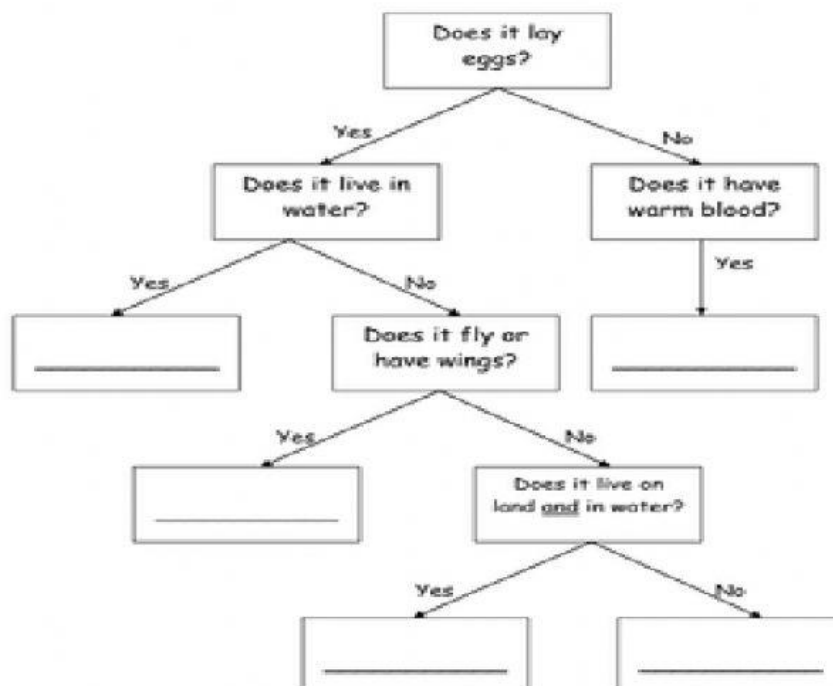 Does it lay
eggs?
Yes
No
Does it live in
water?
Does it have
warm blood?
Yes
No
Yes
Does it fly or
have wings?
Yes
No
Does it live on
land and in water?
Yes
No